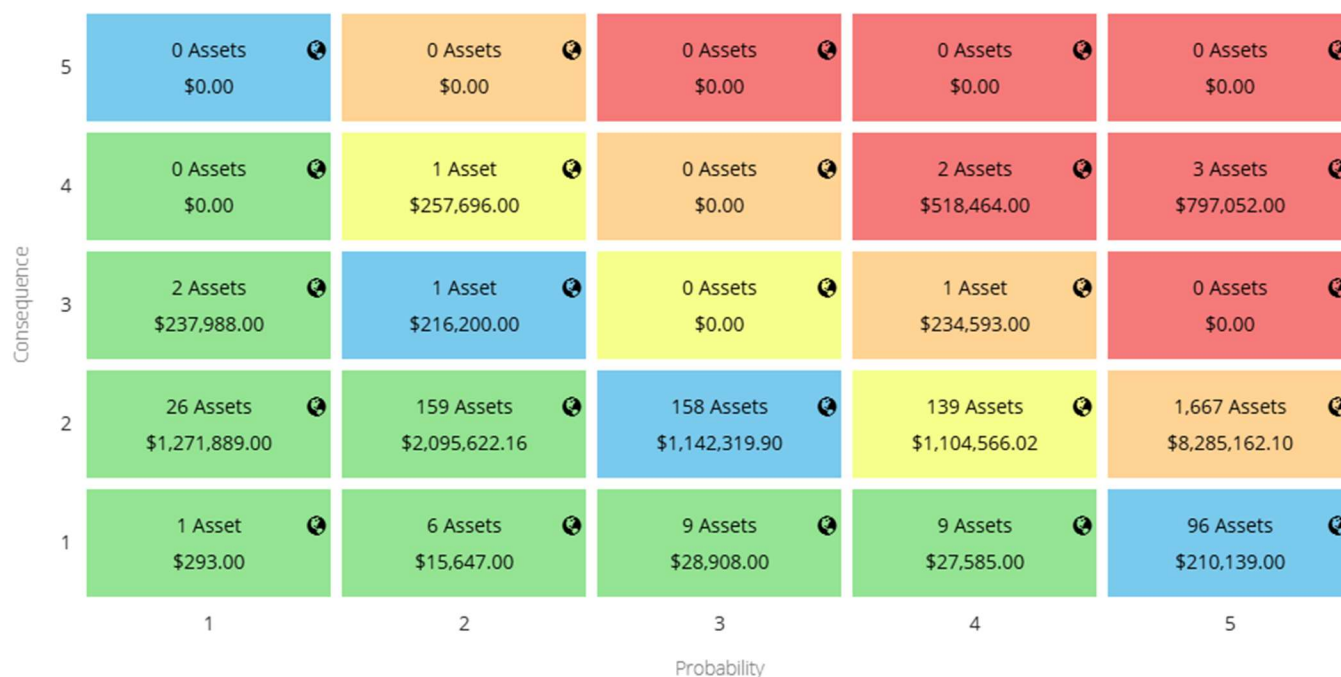 5
0 Assets
$0.00
0 Assets
$0.00
0 Assets
$0.00
0 Assets
$0.00
0 Assets
$0.00
4
0 Assets
$0.00
1 Asset
$257,696.00
0 Assets
$0.00
2 Assets
$518,464.00
3 Assets
$797,052.00
Consequence
3
2 Assets
$237,988.00
1 Asset
$216,200.00
0 Assets
$0.00
1 Asset
$234,593.00
0 Assets
$0.00
2
26 Assets
$1,271,889.00
159 Assets
$2,095,622.16
158 Assets
$1,142,319.90
139 Assets
$1,104,566.02
1,667 Assets
$8,285,162.10
1
1 Asset
$293.00
6 Assets
$15,647.00
9 Assets
$28,908.00
9 Assets
$27,585.00
96 Assets
$210,139.00
1
2
3
4
5
Probability